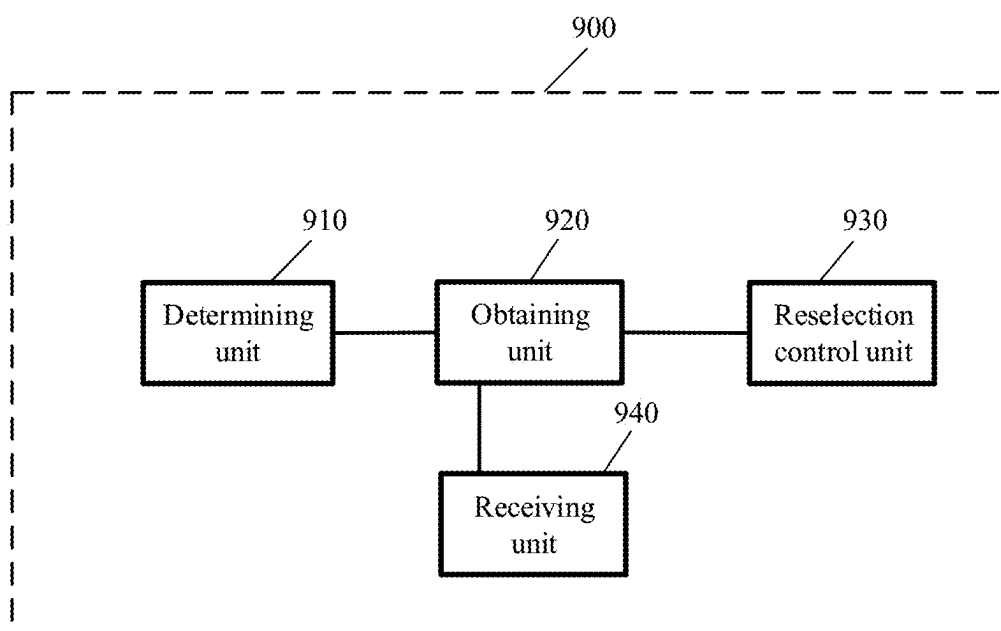 900
910
920
930
Determining
unit
Obtaining
unit
Reselection
control unit
940
Receiving
unit